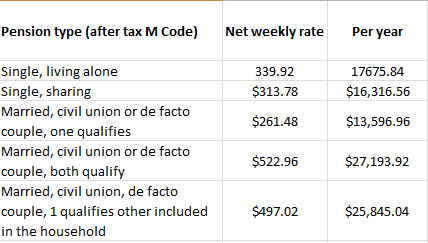 Pension type (after tax M Code) Net weekly rate Per year
Single, living alone 339.92 17675.84
Single, sharing $313.78 $16,316.56
Married, civil union or de facto
couple, one qualifies $261.48 $13,596.96
Married, civil union or de facto
couple, both qualify $522.96 $27,193.92
Married, civil union, de facto
couple, 1 qualifies other included $497.02 $25,845.04
in the household